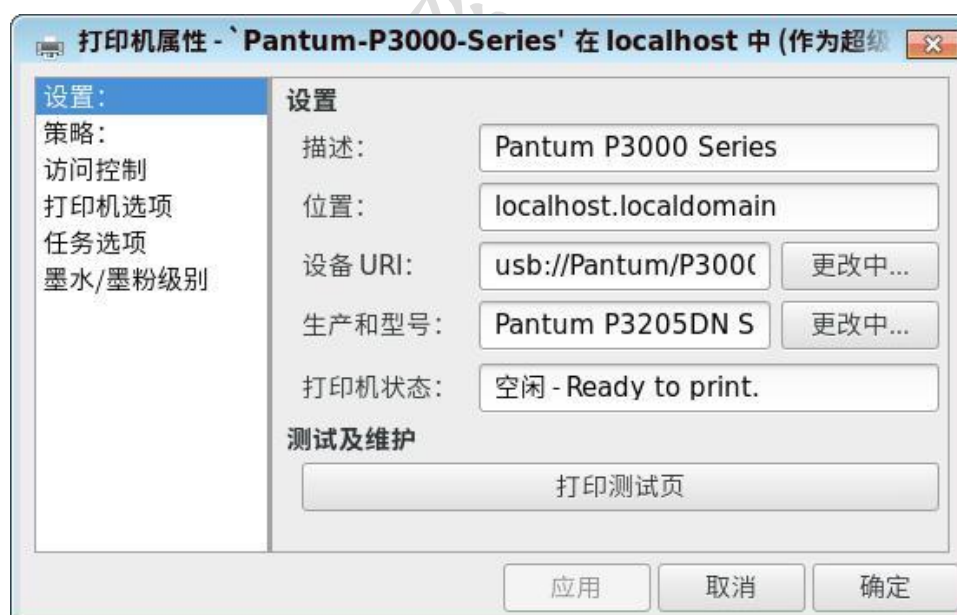 打印机属性 - `Pantum-P3000-Series' 在 localhost 中 (作为超级
设置:
策略:
访问控制
打印机选项
任务选项
墨水/墨粉级别
设置
描述: Pantum P3000 Series
位置: localhost.localdomain
设备 URI: usb://Pantum/P300 更改中...
生产和型号: Pantum P3205DN S 更改中...
打印机状态: 空闲 - Ready to print.
测试及维护
打印测试页
应用 取消 确定